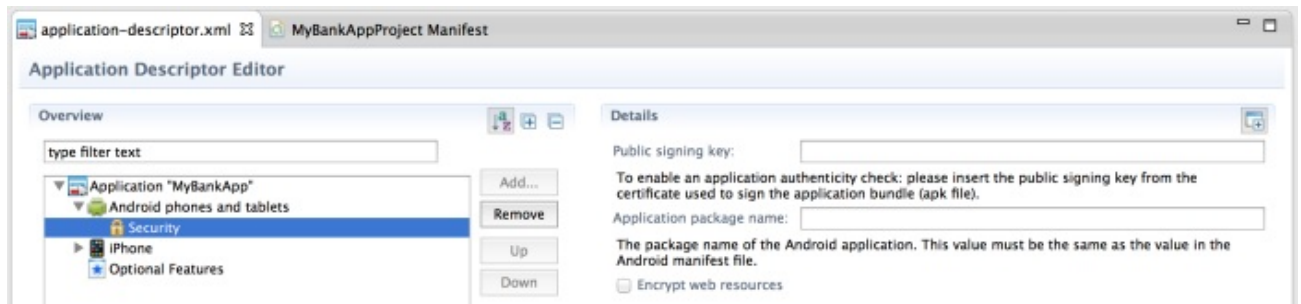 application-descriptor.xml
MyBankAppProject Manifest
Application Descriptor Editor
Overview
type filter text
Application "MyBankApp"
Android phones and tablets
Security
iPhone
Optional Features
Add...
Remove
Up
Down
Details
Public signing key:
To enable an application authenticity check: please insert the public signing key from the
certificate used to sign the application bundle (apk file).
Application package name:
The package name of the Android application. This value must be the same as the value in the
Android manifest file.
Encrypt web resources